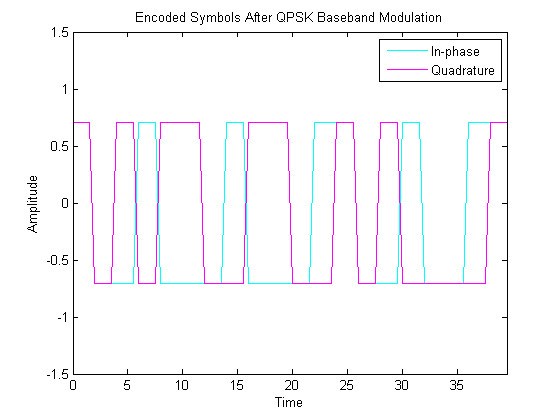 Encoded Symbols After QPSK Baseband Modulation
1.5
1
0.5
0
-0.5
-1
-1.5
Amplitude
In-phase
Quadrature
0 5 10 15 20 25 30 35
Time